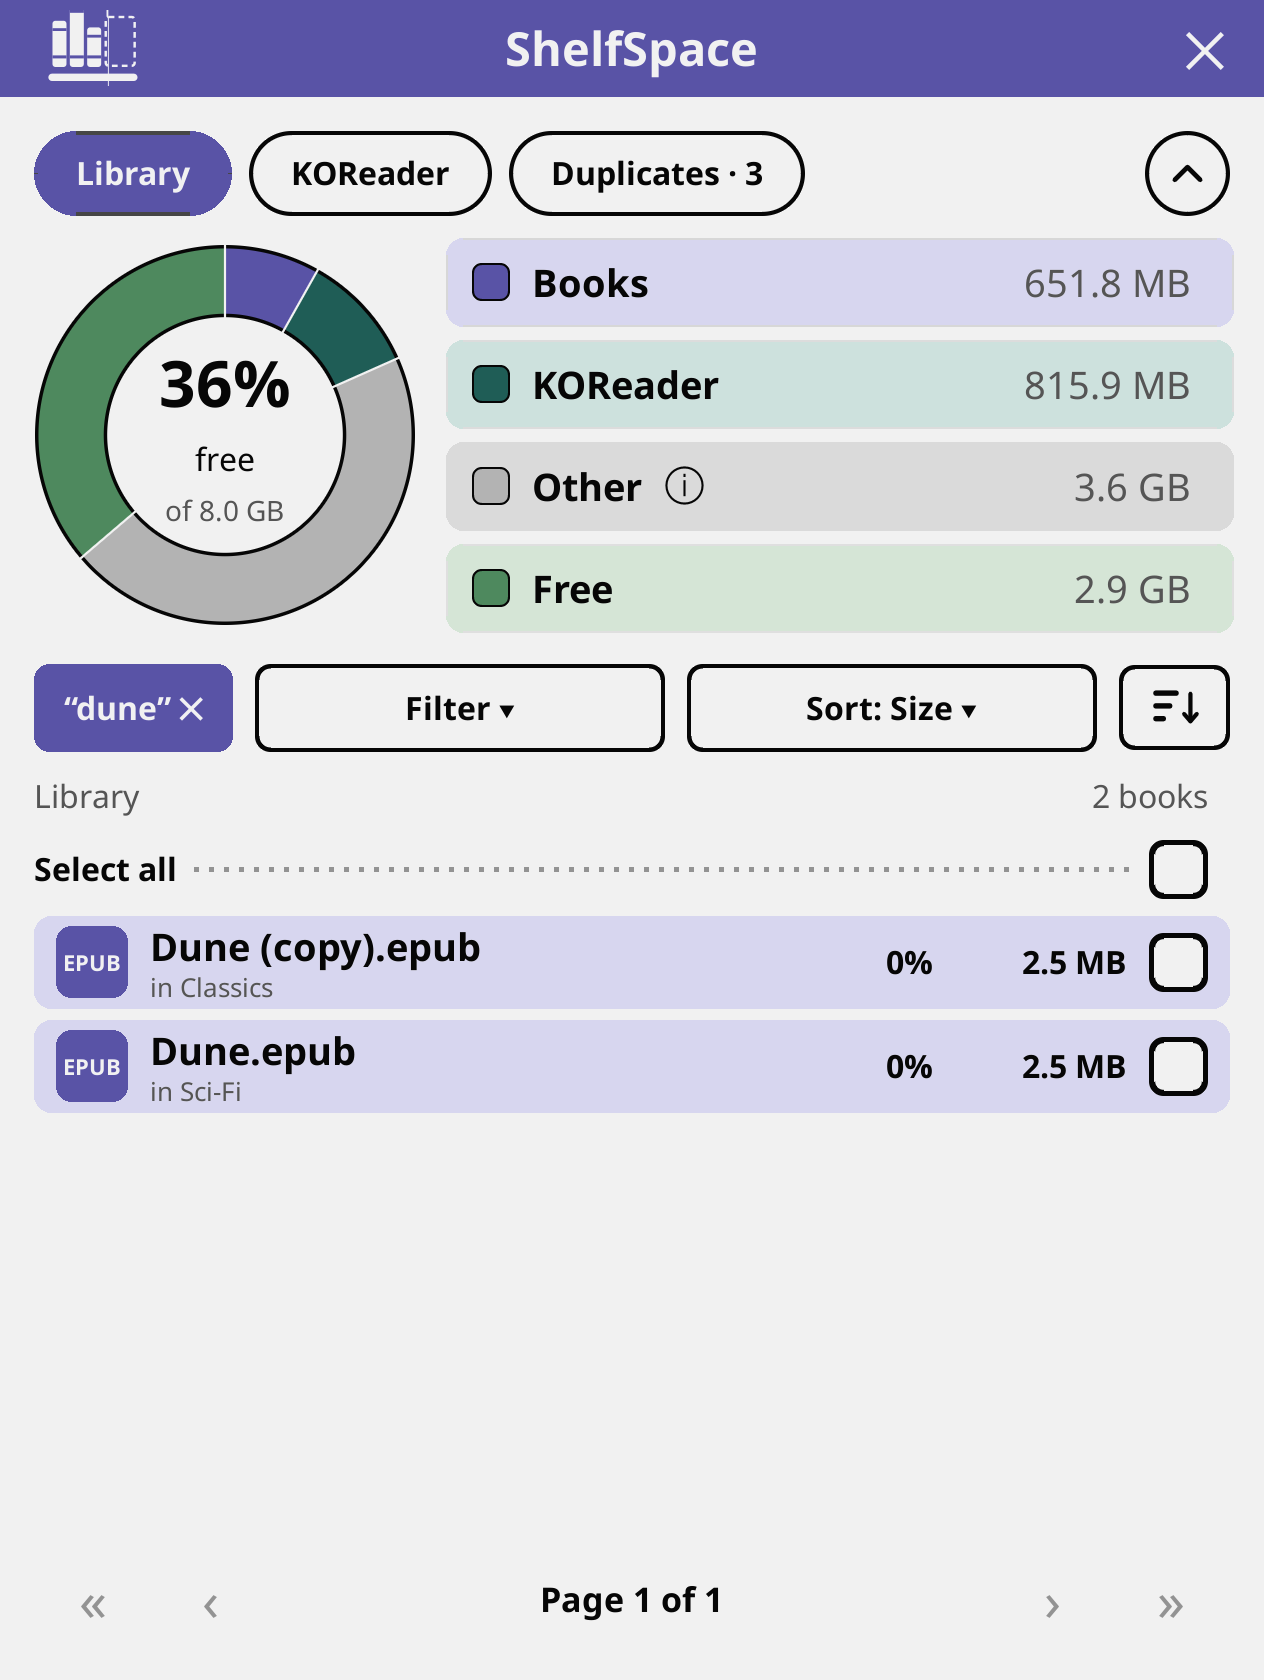 ShelfSpace
Library
KOReader
Duplicates · 3
36%
free
of 8.0 GB
Books 651.8 MB
KOReader 815.9 MB
Other ⓘ 3.6 GB
Free 2.9 GB
“dune” ×
Filter ▾
Sort: Size ▾
Library 2 books
Select all
EPUB Dune (copy).epub 0% 2.5 MB
in Classics
EPUB Dune.epub 0% 2.5 MB
in Sci-Fi
« ‹ Page 1 of 1 › »